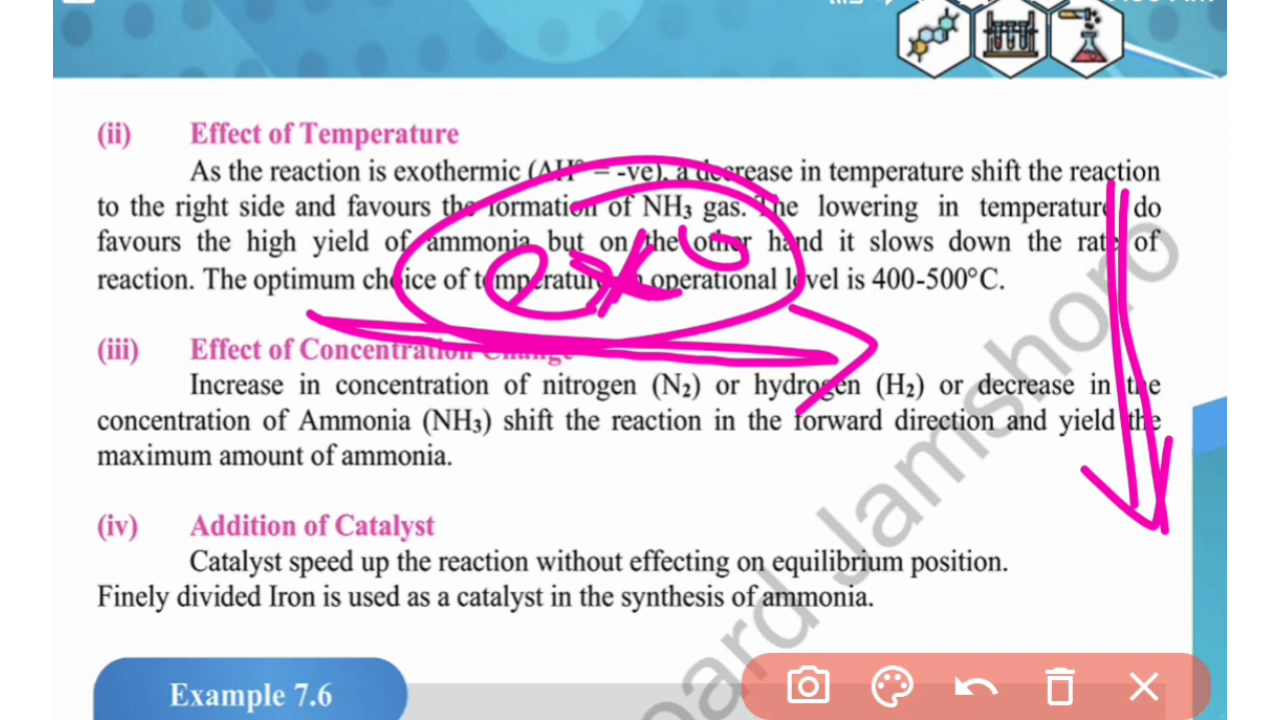 (ii) Effect of Temperature
As the reaction is exothermic (ΔH° = -ve), a decrease in temperature shift the reaction
to the right side and favours the formation of NH₃ gas. The lowering in temperature do
favours the high yield of ammonia but on the other hand it slows down the rate of
reaction. The optimum choice of temperature operational level is 400-500°C.
exo
(iii) Effect of Concentration Change
Increase in concentration of nitrogen (N₂) or hydrogen (H₂) or decrease in the
concentration of Ammonia (NH₃) shift the reaction in the forward direction and yield the
maximum amount of ammonia.
(iv) Addition of Catalyst
Catalyst speed up the reaction without effecting on equilibrium position.
Finely divided Iron is used as a catalyst in the synthesis of ammonia.
Example 7.6
Jamshoro